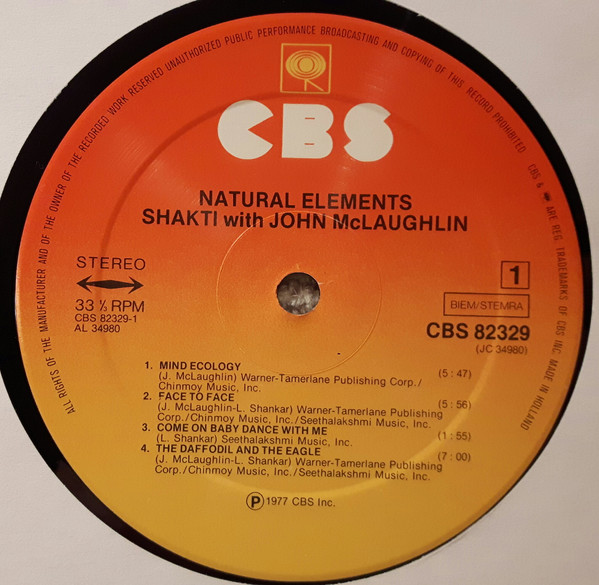 ALL RIGHTS OF THE MANUFACTURER AND OF THE OWNER OF THE RECORDED WORK RESERVED UNAUTHORIZED PUBLIC PERFORMANCE BROADCASTING AND COPYING OF THIS RECORD PROHIBITED
CBS & ARE REG. TRADEMARKS OF CBS INC. MADE IN HOLLAND
CBS
NATURAL ELEMENTS
SHAKTI with JOHN McLAUGHLIN
STEREO
33 ⅓ RPM
CBS 82329-1
AL 34980
1
BIEM/STEMRA
CBS 82329
(JC 34980)
1. MIND ECOLOGY (5:47)
(J. McLaughlin) Warner-Tamerlane Publishing Corp./
Chinmoy Music, Inc.
2. FACE TO FACE (5:56)
(J. McLaughlin-L. Shankar) Warner-Tamerlane Publishing
Corp./Chinmoy Music, Inc./Seethalakshmi Music, Inc.
3. COME ON BABY DANCE WITH ME (1:55)
(L. Shankar) Seethalakshmi Music, Inc.
4. THE DAFFODIL AND THE EAGLE (7:00)
(J. McLaughlin-L. Shankar) Warner-Tamerlane Publishing
Corp./Chinmoy Music, Inc./Seethalakshmi Music, Inc.
Ⓟ 1977 CBS Inc.